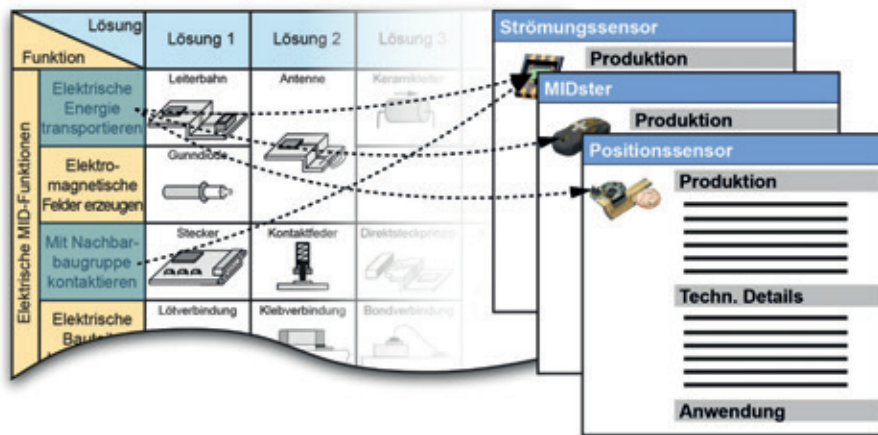 Lösung
Funktion
Lösung 1
Lösung 2
Lösung 3
Elektrische MID-Funktionen
Elektrische
Energie
transportieren
Leiterbahn
Antenne
Elektro-
magnetische
Felder erzeugen
Gunndiode
Mit Nachbar-
baugruppe
kontaktieren
Stecker
Kontaktfeder
Direktsteckprinzip
Elektrische
Lötverbindung
Klebverbindung
Bondverbindung
Strömungssensor
Produktion
MIDster
Produktion
Positionssensor
Produktion
Techn. Details
Anwendung